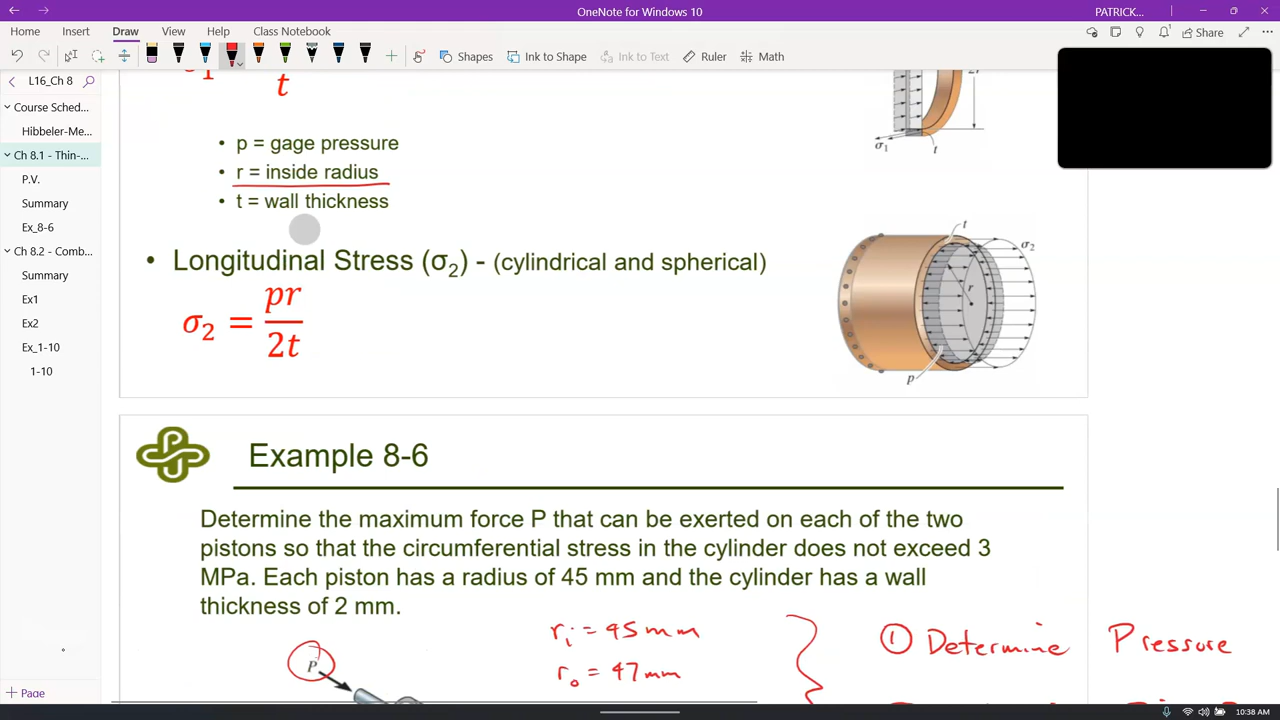 OneNote for Windows 10
PATRICK...
Home Insert Draw View Help Class Notebook
Share
Shapes Ink to Shape Ink to Text Ruler Math
L16_Ch 8
Course Sched...
Hibbeler-Me...
Ch 8.1 - Thin-...
P.V.
Summary
Ex_8-6
Ch 8.2 - Comb...
Summary
Ex1
Ex2
Ex_1-10
1-10
Page
t
• p = gage pressure
• r = inside radius
• t = wall thickness
σ1
t
• Longitudinal Stress (σ2) - (cylindrical and spherical)
σ2 = pr/2t
t
σ2
r
p
Example 8-6
Determine the maximum force P that can be exerted on each of the two
pistons so that the circumferential stress in the cylinder does not exceed 3
MPa. Each piston has a radius of 45 mm and the cylinder has a wall
thickness of 2 mm.
ri = 45mm
ro = 47mm
① Determine Pressure
P
10:38 AM